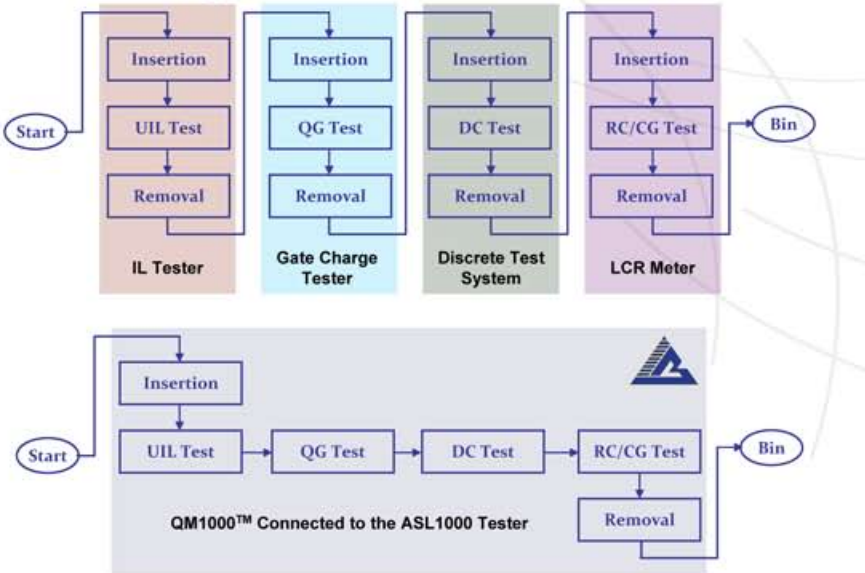 Start
Insertion
UIL Test
Removal
IL Tester
Insertion
QG Test
Removal
Gate Charge
Tester
Insertion
DC Test
Removal
Discrete Test
System
Insertion
RC/CG Test
Removal
LCR Meter
Bin
Start
Insertion
UIL Test
QG Test
DC Test
RC/CG Test
Removal
Bin
QM1000™ Connected to the ASL1000 Tester